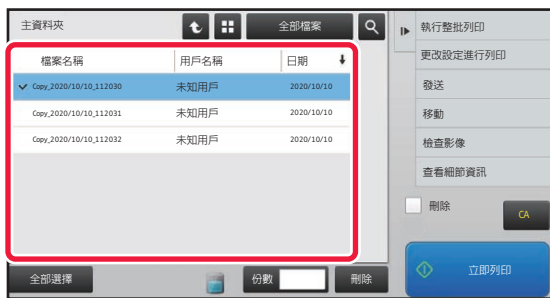 主資料夾
全部檔案
檔案名稱 用戶名稱 日期
Copy_2020/10/10_112030 未知用戶 2020/10/10
Copy_2020/10/10_112031 未知用戶 2020/10/10
Copy_2020/10/10_112032 未知用戶 2020/10/10
全部選擇
份數
刪除
執行整批列印
更改設定進行列印
發送
移動
檢查影像
查看細節資訊
刪除
CA
立即列印